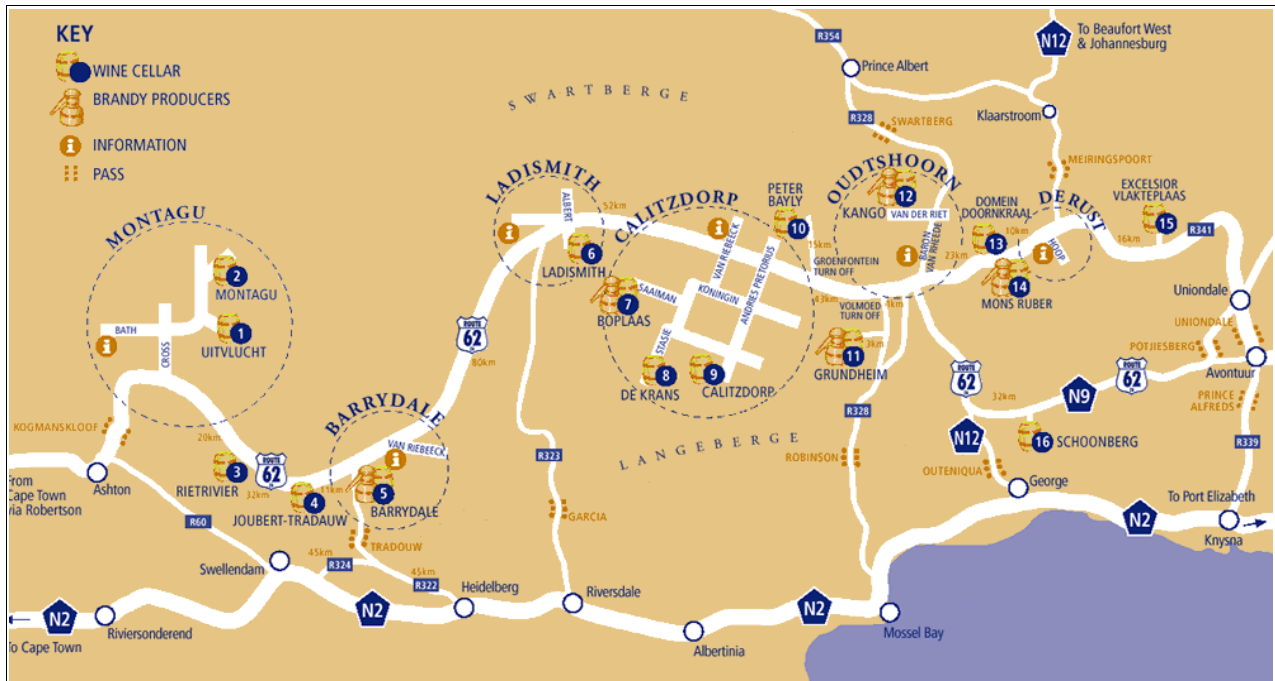 KEY
WINE CELLAR
BRANDY PRODUCERS
INFORMATION
PASS
SWARTBERGE
R354
Prince Albert
N12
To Beaufort West
& Johannesburg
Klaarstroom
R328
SWARTBERG
MEIRINGSPOORT
MONTAGU
2
MONTAGU
1
UITVLUCHT
BATH
CROSS
LADISMITH
ALBERT
52km
6
LADISMITH
CALITZDORP
VAN RIEBEECK
ANDRIES PRETORIUS
SAAIMAN
KONINGIN
STASIE
7
BOPLAAS
8
DE KRANS
9
CALITZDORP
PETER
BAYLY
10
15km
GROENFONTEIN
TURN OFF
43km
OUDTSHOORN
12
KANGO
VAN DER RIET
BARON
VAN RHEEDE
23km
DOMEIN
DOORNKRAAL
13
10km
DE RUST
HOOP
14
MONS RUBER
EXCELSIOR
VLAKTEPLAAS
15
16km
R341
VOLMOED
TURN OFF
4km
3km
11
GRUNDHEIM
Uniondale
UNIONDALE
POTJIESBERG
Avontuur
PRINCE
ALFREDS
ROUTE
62
80km
ROUTE
62
32km
N9
ROUTE
62
N12
16
SCHOONBERG
R339
KOGMANSKLOOF
20km
From
Cape Town
via Robertson
Ashton
3
RIETRIVIER
ROUTE
62
32km
BARRYDALE
VAN RIEBEECK
11km
4
JOUBERT-TRADAUW
5
BARRYDALE
R60
TRADOUW
LANGEBERGE
R323
GARCIA
R328
ROBINSON
OUTENIQUA
George
To Port Elizabeth
N2
Knysna
Swellendam
45km
R324
45km
R322
Heidelberg
Riversdale
N2
To Cape Town
Riviersonderend
N2
Albertinia
N2
Mossel Bay